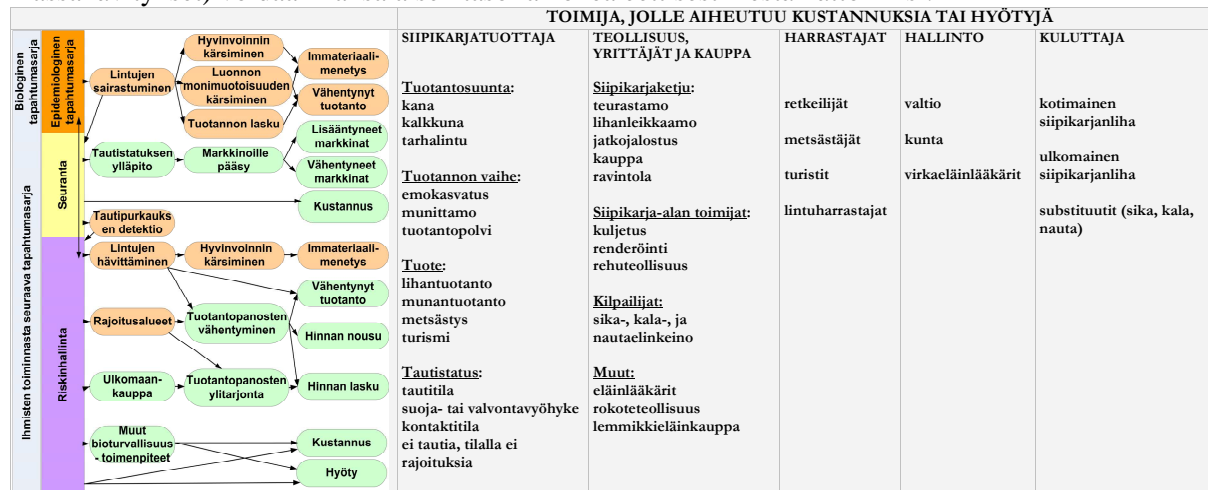 TOIMIJA, JOLLE AIHEUTUU KUSTANNUKSIA TAI HYÖTYJÄ
Biologinen
tapahtumasarja
Epidemiologinen
tapahtumasarja
Ihmisten toiminnasta seuraava tapahtumasarja
Seuranta
Riskinhallinta
Lintujen
sairastuminen
Hyvinvoinnin
kärsiminen
Luonnon
monimuotoisuuden
kärsiminen
Tuotannon lasku
Immateriaali-
menetys
Vähentynyt
tuotanto
Tautistatuksen
ylläpito
Markkinoille
pääsy
Lisääntyneet
markkinat
Vähentyneet
markkinat
Kustannus
Tautipurkauks
en detektio
Lintujen
hävittäminen
Hyvinvoinnin
kärsiminen
Immateriaali-
menetys
Vähentynyt
tuotanto
Rajoitusalueet
Tuotantopanosten
vähentyminen
Hinnan nousu
Ulkomaan-
kauppa
Tuotantopanosten
ylitarjonta
Hinnan lasku
Muut
bioturvallisuus
- toimenpiteet
Kustannus
Hyöty
SIIPIKARJATUOTTAJA
Tuotantosuunta:
kana
kalkkuna
tarhalintu
Tuotannon vaihe:
emokasvatus
munittamo
tuotantopolvi
Tuote:
lihantuotanto
munantuotanto
metsästys
turismi
Tautistatus:
tautitila
suoja- tai valvontavyöhyke
kontaktitila
ei tautia, tilalla ei
rajoituksia
TEOLLISUUS,
YRITTÄJÄT JA KAUPPA
Siipikarjaketju:
teurastamo
lihanleikkaamo
jatkojalostus
kauppa
ravintola
Siipikarja-alan toimijat:
kuljetus
renderöinti
rehuteollisuus
Kilpailijat:
sika-, kala-, ja
nautaelinkeino
Muut:
eläinlääkärit
rokoteteollisuus
lemmikkieläinkauppa
HARRASTAJAT
retkeilijät
metsästäjät
turistit
lintuharrastajat
HALLINTO
valtio
kunta
virkaeläinlääkärit
KULUTTAJA
kotimainen
siipikarjanliha
ulkomainen
siipikarjanliha
substituutit (sika, kala,
nauta)